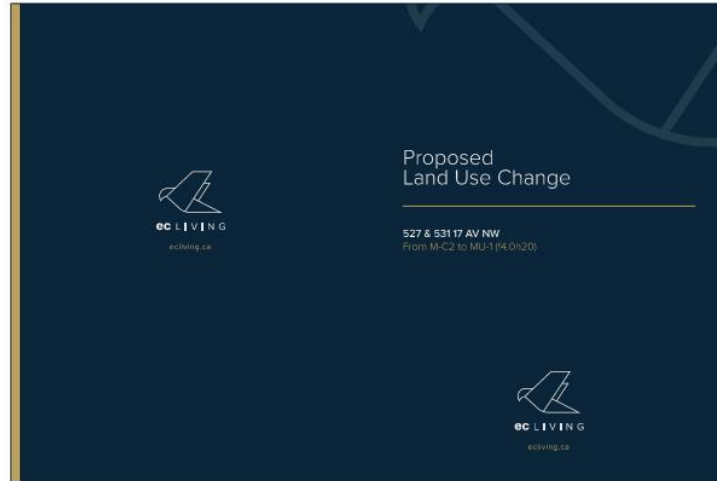 ec LIVING
ecliving.ca
Proposed
Land Use Change
527 & 531 17 AV NW
From M-C2 to MU-1 (f4.0h20)
ec LIVING
ecliving.ca